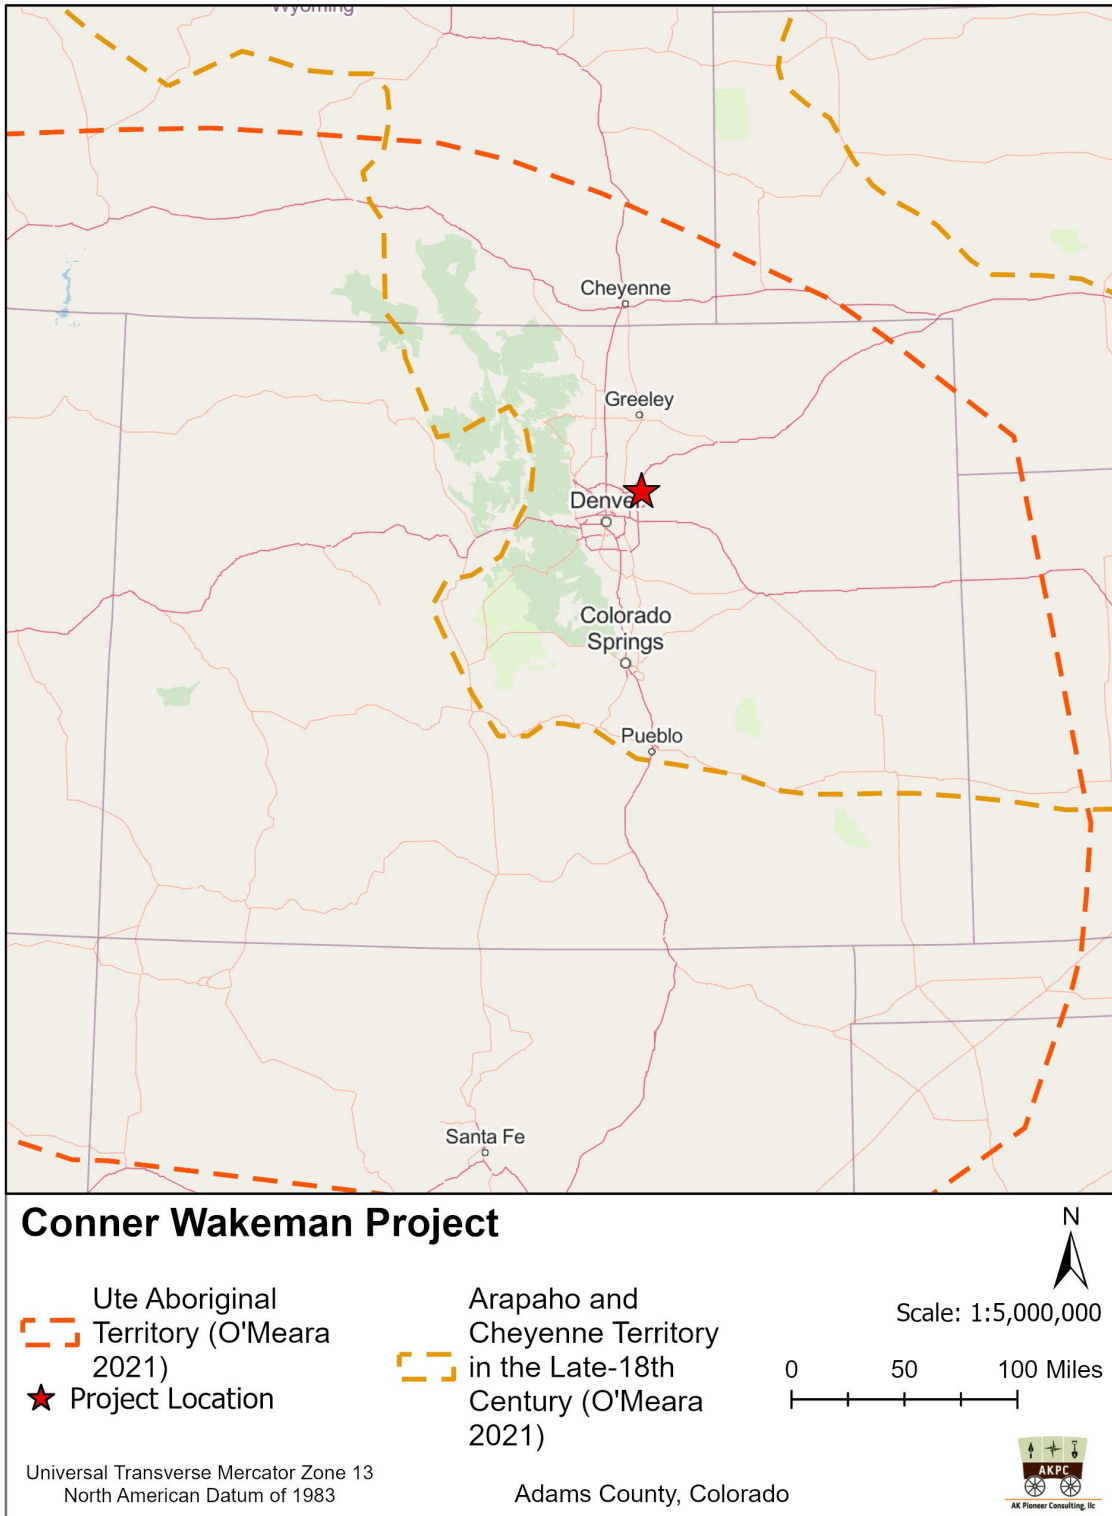 Wyoming
Cheyenne
Greeley
Denver
Colorado
Springs
Pueblo
Santa Fe
Conner Wakeman Project
Ute Aboriginal
Territory (O'Meara
2021)
Project Location
Arapaho and
Cheyenne Territory
in the Late-18th
Century (O'Meara
2021)
N
Scale: 1:5,000,000
0 50 100 Miles
Universal Transverse Mercator Zone 13
North American Datum of 1983
Adams County, Colorado
AKPC
AK Pioneer Consulting, llc